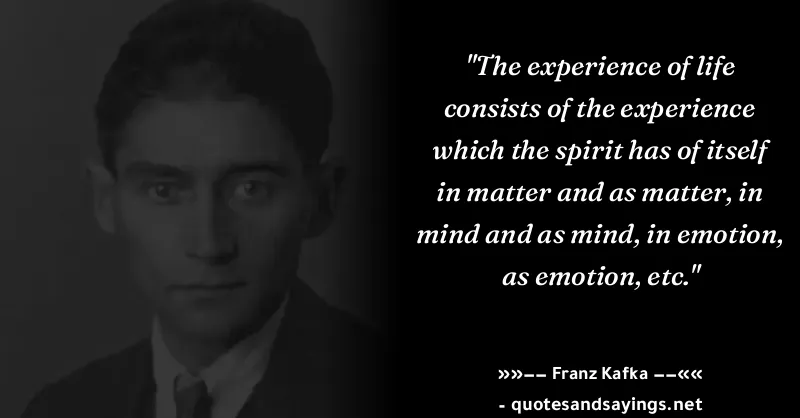 "The experience of life
consists of the experience
which the spirit has of itself
in matter and as matter, in
mind and as mind, in emotion,
as emotion, etc."
»»–– Franz Kafka ––««
- quotesandsayings.net